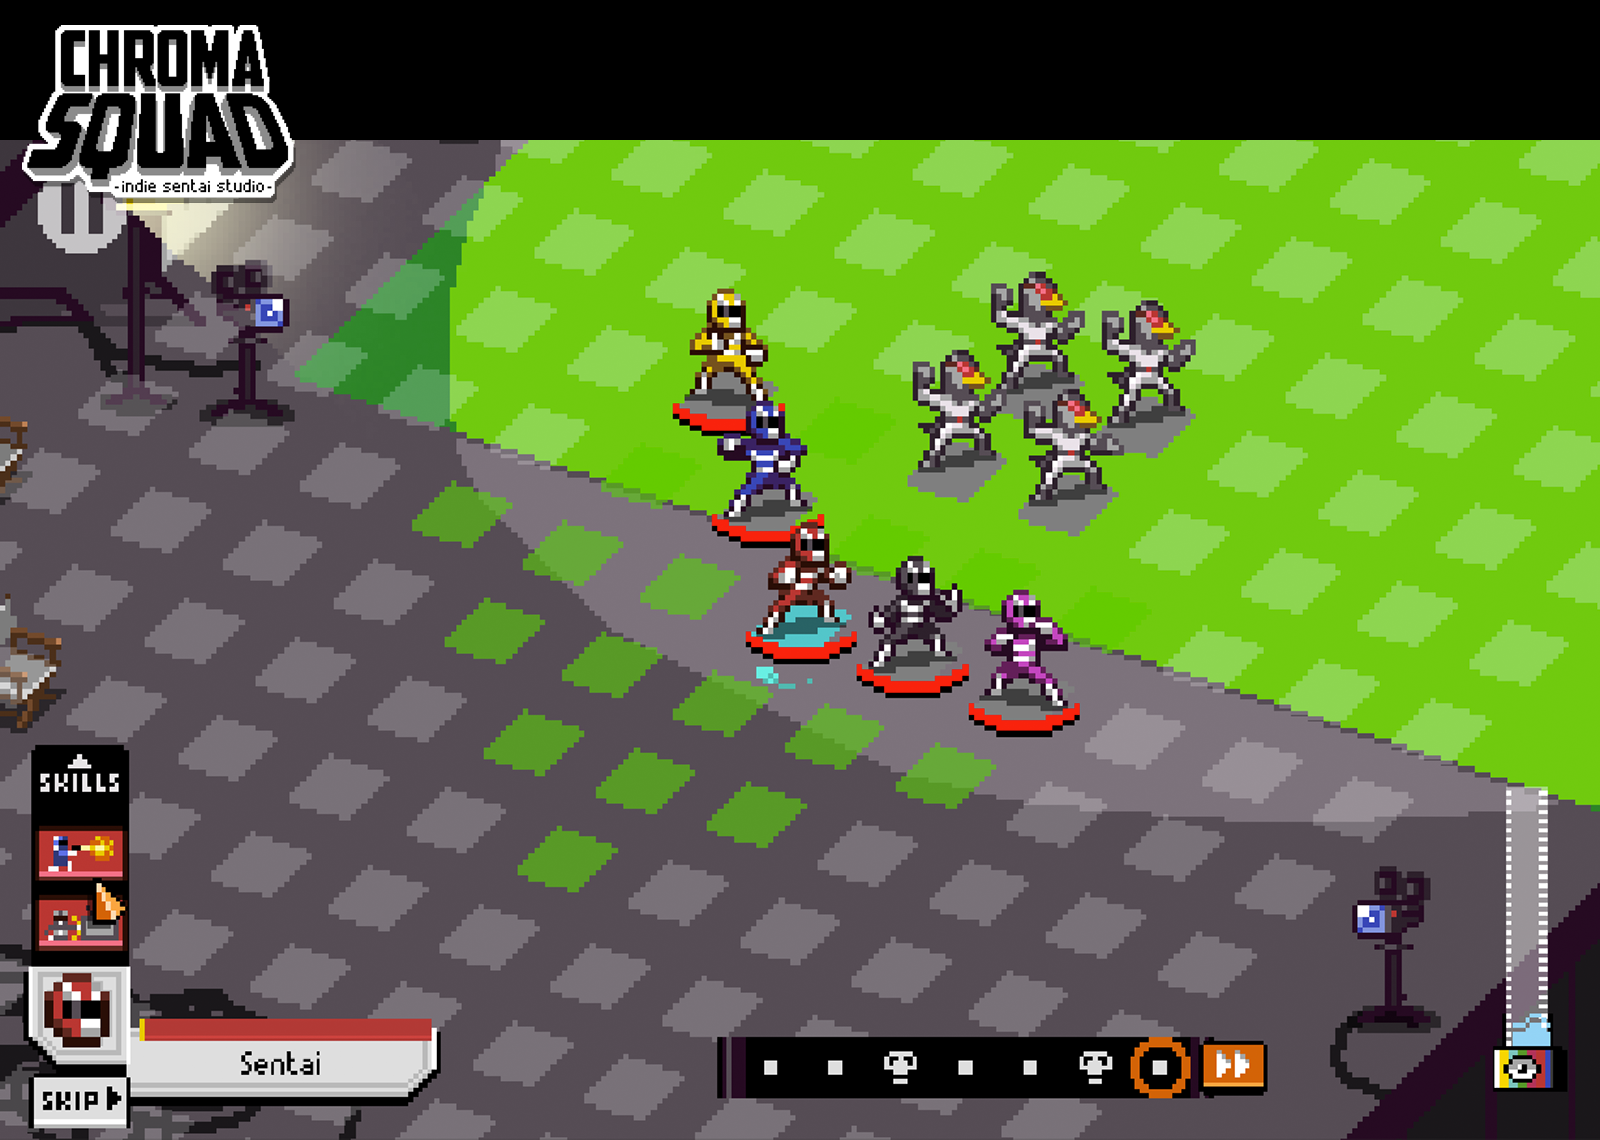 CHROMA
SQUAD
-indie sentai studio-
SKILLS
Sentai
SKIP